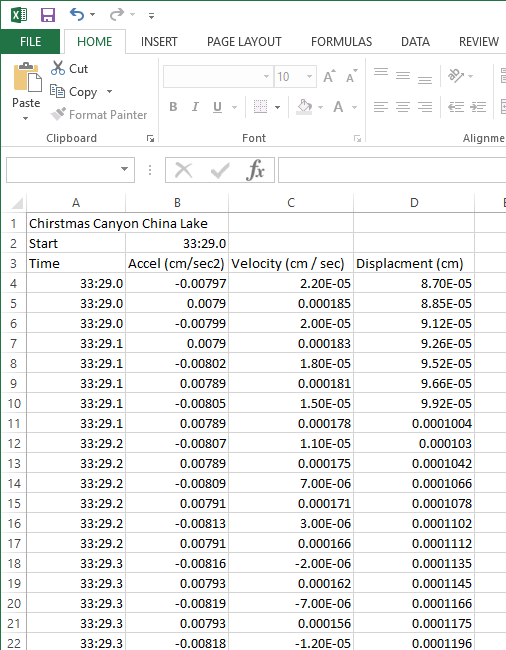 FILE HOME INSERT PAGE LAYOUT FORMULAS DATA REVIEW
Cut
Copy
Format Painter
Paste
10 A A
B I U A
Clipboard Font Alignme
fx
A B C D E
1 Chirstmas Canyon China Lake
2 Start 33:29.0
3 Time Accel (cm/sec2) Velocity (cm / sec) Displacment (cm)
4 33:29.0 -0.00797 2.20E-05 8.70E-05
5 33:29.0 0.0079 0.000185 8.85E-05
6 33:29.0 -0.00799 2.00E-05 9.12E-05
7 33:29.1 0.0079 0.000183 9.26E-05
8 33:29.1 -0.00802 1.80E-05 9.52E-05
9 33:29.1 0.00789 0.000181 9.66E-05
10 33:29.1 -0.00805 1.50E-05 9.92E-05
11 33:29.1 0.00789 0.000178 0.0001004
12 33:29.2 -0.00807 1.10E-05 0.000103
13 33:29.2 0.00789 0.000175 0.0001042
14 33:29.2 -0.00809 7.00E-06 0.0001066
15 33:29.2 0.00791 0.000171 0.0001078
16 33:29.2 -0.00813 3.00E-06 0.0001102
17 33:29.2 0.00791 0.000166 0.0001112
18 33:29.3 -0.00816 -2.00E-06 0.0001135
19 33:29.3 0.00793 0.000162 0.0001145
20 33:29.3 -0.00819 -7.00E-06 0.0001166
21 33:29.3 0.00793 0.000156 0.0001175
22 33:29.3 -0.00818 -1.20E-05 0.0001196